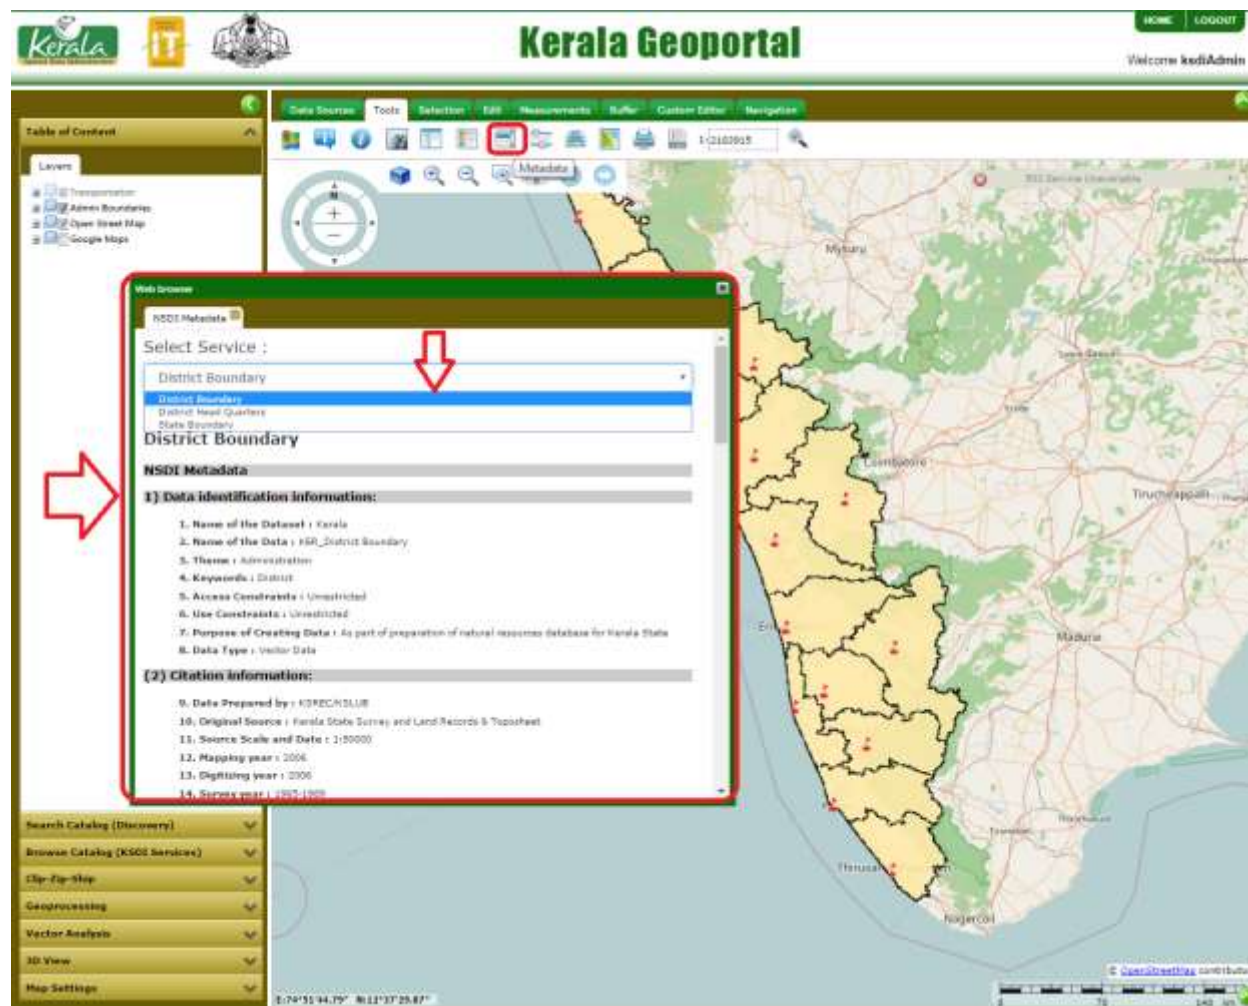 Kerala
IT
Kerala Geoportal
HOME | LOGOUT
Welcome ksdiAdmin
Data Sources Tools Selection Edit Measurements Buffer Custom Editor Navigation
Table of Content
Layers
Transportation
Admin Boundaries
Open Street Map
Google Maps
Metadata
Web browser
NSDI Metadata
Select Service :
District Boundary
District Boundary
District Head Quarters
State Boundary
District Boundary
NSDI Metadata
1) Data identification information:
1. Name of the Dataset : Kerala
2. Name of the Data : KER_District Boundary
3. Theme : Administration
4. Keywords : District
5. Access Constraints : Unrestricted
6. Use Constraints : Unrestricted
7. Purpose of Creating Data : As part of preparation of natural resources database for Kerala State
8. Data Type : Vector Data
(2) Citation information:
9. Data Prepared by : KSREC/KSLUB
10. Original Source : Kerala State Survey and Land Records & Toposheet
11. Source Scale and Date : 1:50000
12. Mapping year : 2006
13. Digitizing year : 2006
14. Survey year :
Search Catalog (Discovery)
Browse Catalog (KSDI Services)
Clip-Zip-Ship
Geoprocessing
Vector Analysis
3D View
Map Settings
Mysuru
Coimbatore
Tiruchirappalli
Madurai
Nagercoil
© OpenStreetMap